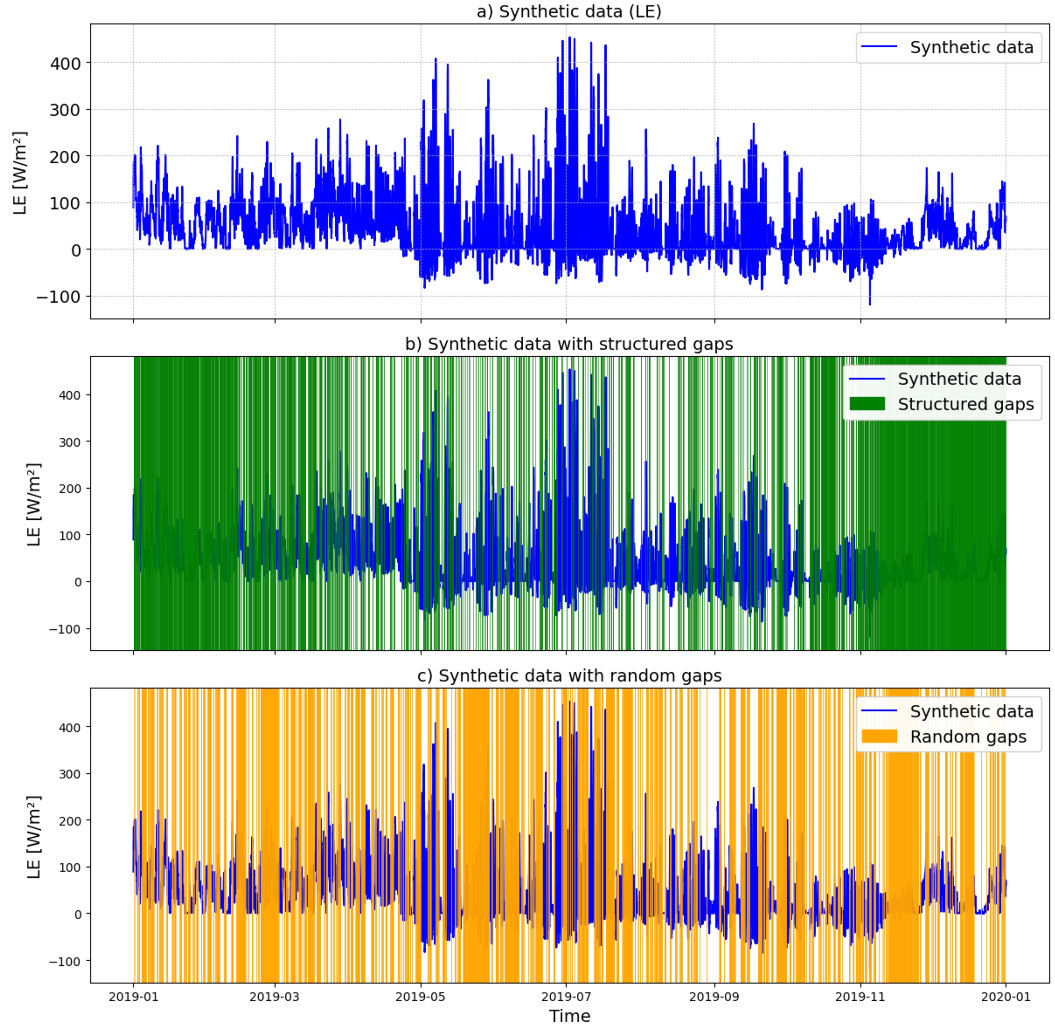 a) Synthetic data (LE)
Synthetic data
LE [W/m²]
400
300
200
100
0
−100
b) Synthetic data with structured gaps
Synthetic data
Structured gaps
LE [W/m²]
400
300
200
100
0
−100
c) Synthetic data with random gaps
Synthetic data
Random gaps
LE [W/m²]
400
300
200
100
0
−100
2019-01 2019-03 2019-05 2019-07 2019-09 2019-11 2020-01
Time